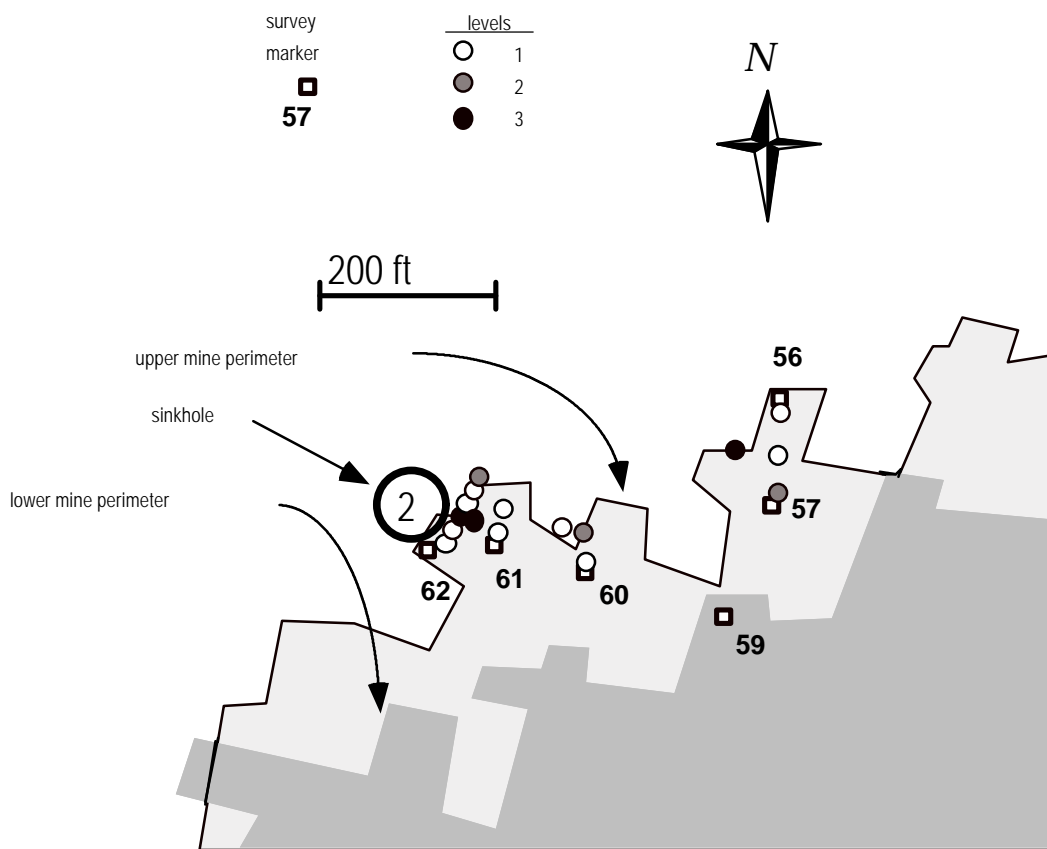 survey
marker
57
levels
1
2
3
N
200 ft
upper mine perimeter
sinkhole
lower mine perimeter
2
56
57
62
61
60
59